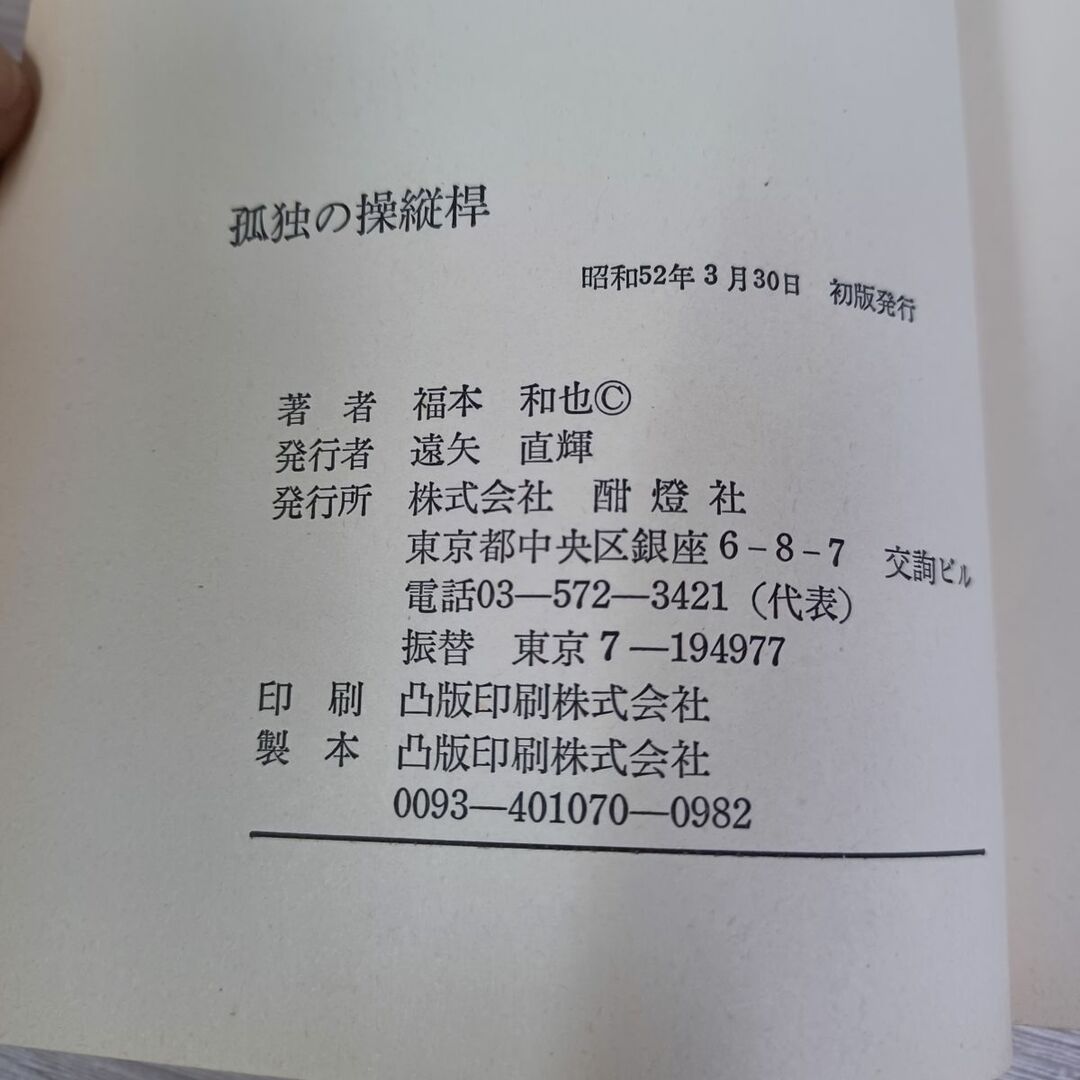 孤独の操縦桿
昭和52年3月30日 初版発行
著者 福本 和也©
発行者 遠矢 直輝
発行所 株式会社 酣燈社
東京都中央区銀座6-8-7 交詢ビル
電話03—572—3421（代表）
振替 東京7—194977
印刷 凸版印刷株式会社
製本 凸版印刷株式会社
0093—401070—0982